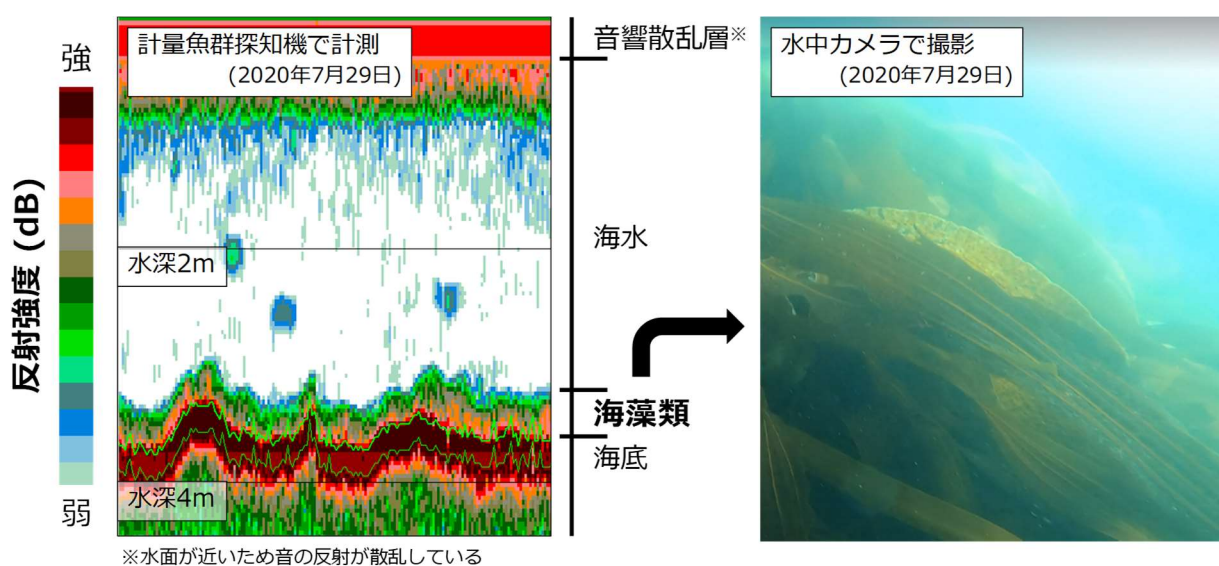 強
反射強度 (dB)
弱
計量魚群探知機で計測
(2020年7月29日)
水深2m
水深4m
※水面が近いため音の反射が散乱している
音響散乱層※
海水
海藻類
海底
水中カメラで撮影
(2020年7月29日)